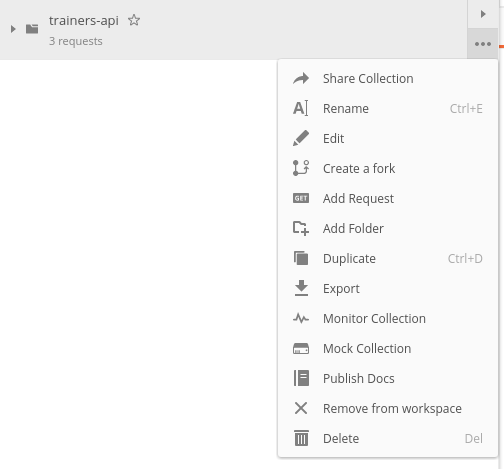 trainers-api
3 requests
Share Collection
Rename Ctrl+E
Edit
Create a fork
GET Add Request
Add Folder
Duplicate Ctrl+D
Export
Monitor Collection
Mock Collection
Publish Docs
Remove from workspace
Delete Del